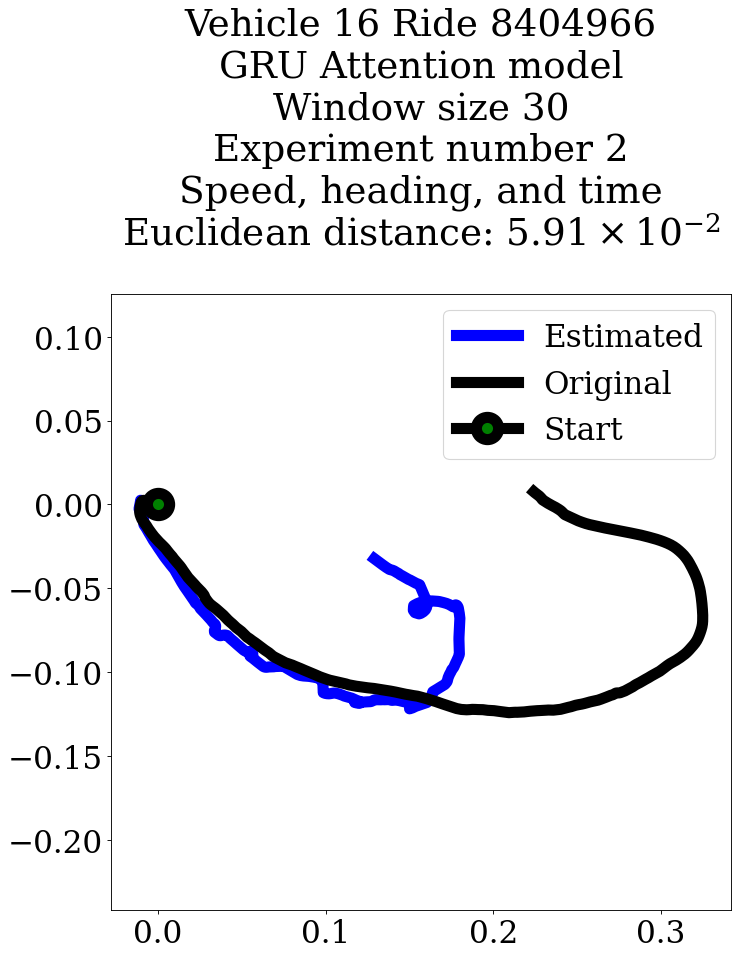 Vehicle 16 Ride 8404966
GRU Attention model
Window size 30
Experiment number 2
Speed, heading, and time
Euclidean distance: 5.91 × 10⁻²
Estimated
Original
Start
0.10
0.05
0.00
−0.05
−0.10
−0.15
−0.20
0.0 0.1 0.2 0.3